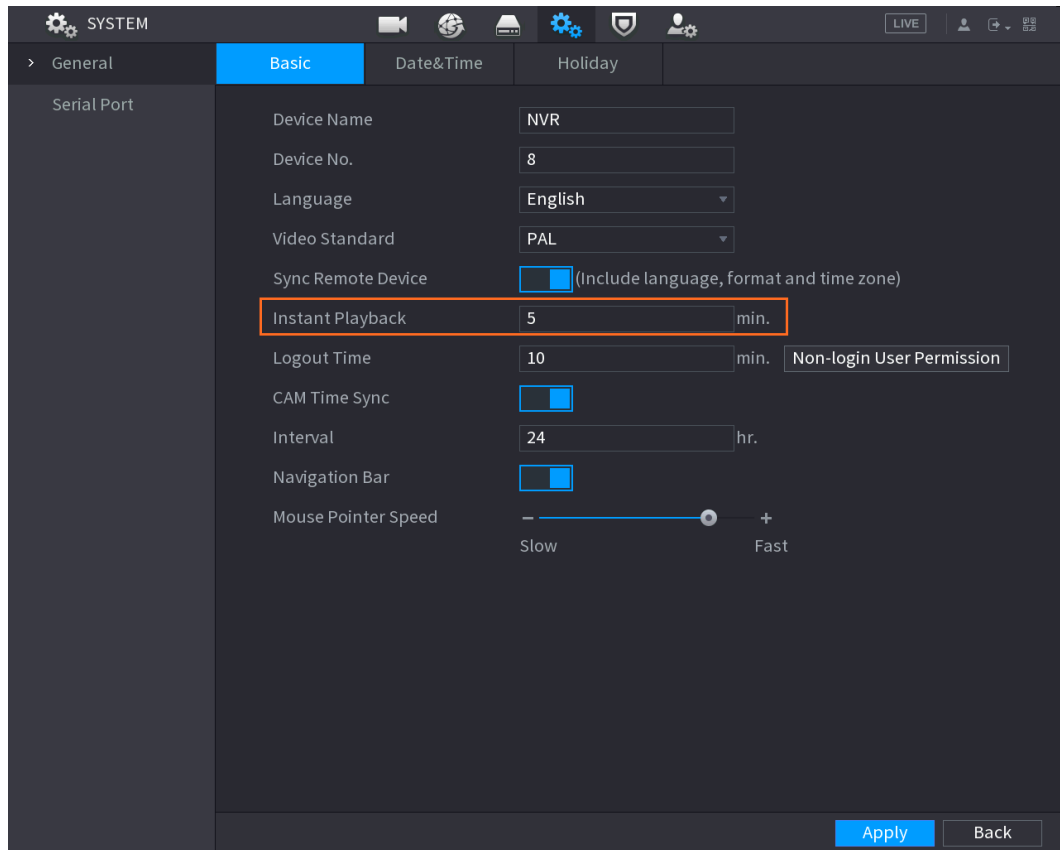 SYSTEM
LIVE
General
Basic Date&Time Holiday
Serial Port
Device Name NVR
Device No. 8
Language English
Video Standard PAL
Sync Remote Device (Include language, format and time zone)
Instant Playback 5 min.
Logout Time 10 min. Non-login User Permission
CAM Time Sync
Interval 24 hr.
Navigation Bar
Mouse Pointer Speed - +
Slow Fast
Apply Back